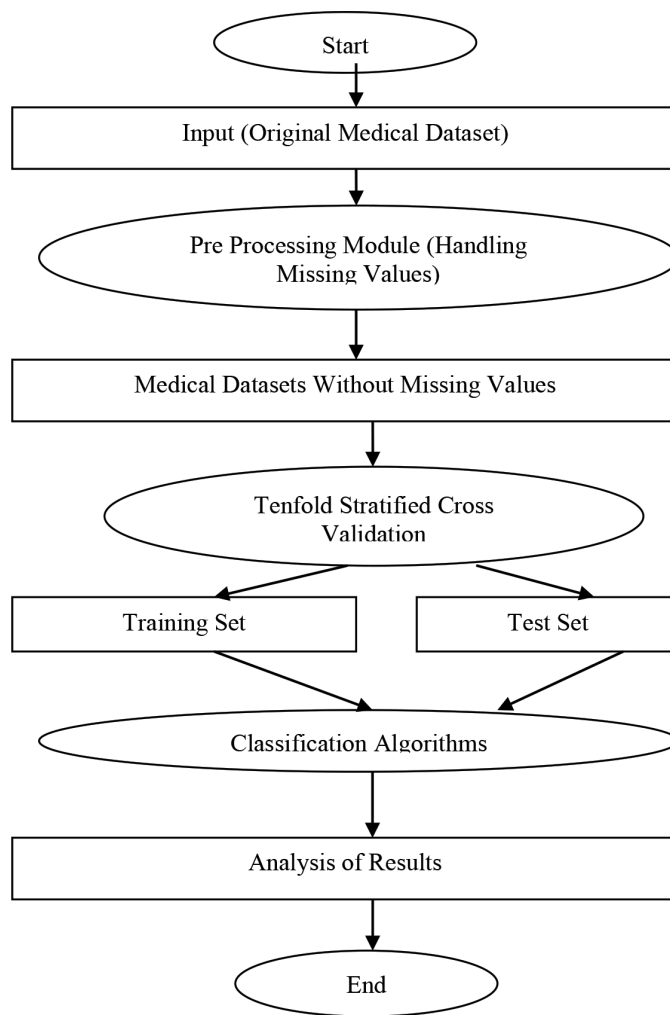 Start
Input (Original Medical Dataset)
Pre Processing Module (Handling
Missing Values)
Medical Datasets Without Missing Values
Tenfold Stratified Cross
Validation
Training Set
Test Set
Classification Algorithms
Analysis of Results
End